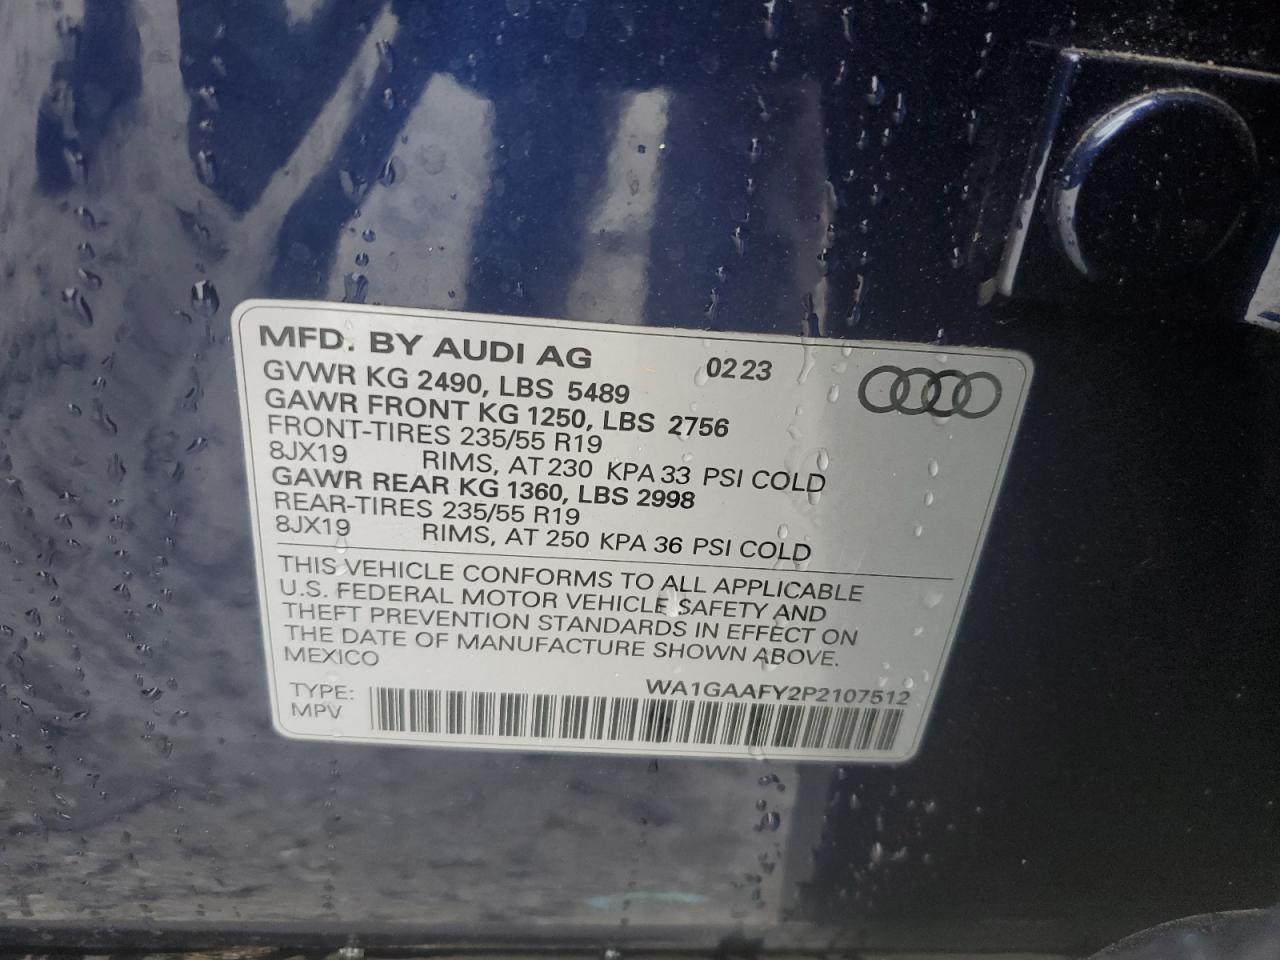 MFD. BY AUDI AG 02 23
GVWR KG 2490, LBS 5489
GAWR FRONT KG 1250, LBS 2756
FRONT-TIRES 235/55 R19
8JX19 RIMS, AT 230 KPA 33 PSI COLD
GAWR REAR KG 1360, LBS 2998
REAR-TIRES 235/55 R19
8JX19 RIMS, AT 250 KPA 36 PSI COLD
THIS VEHICLE CONFORMS TO ALL APPLICABLE
U.S. FEDERAL MOTOR VEHICLE SAFETY AND
THEFT PREVENTION STANDARDS IN EFFECT ON
THE DATE OF MANUFACTURE SHOWN ABOVE.
MEXICO
WA1GAAFY2P2107512
TYPE:
MPV